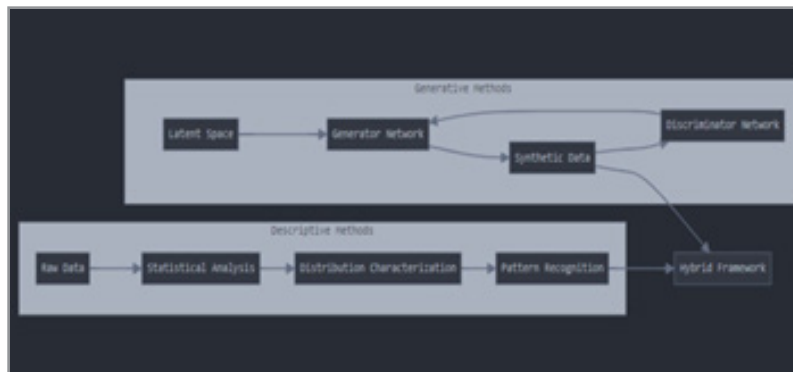 Generative Methods
Latent Space
Generator Network
Discriminator Network
Synthetic Data
Descriptive Methods
Raw Data
Statistical Analysis
Distribution Characterization
Pattern Recognition
Hybrid Framework